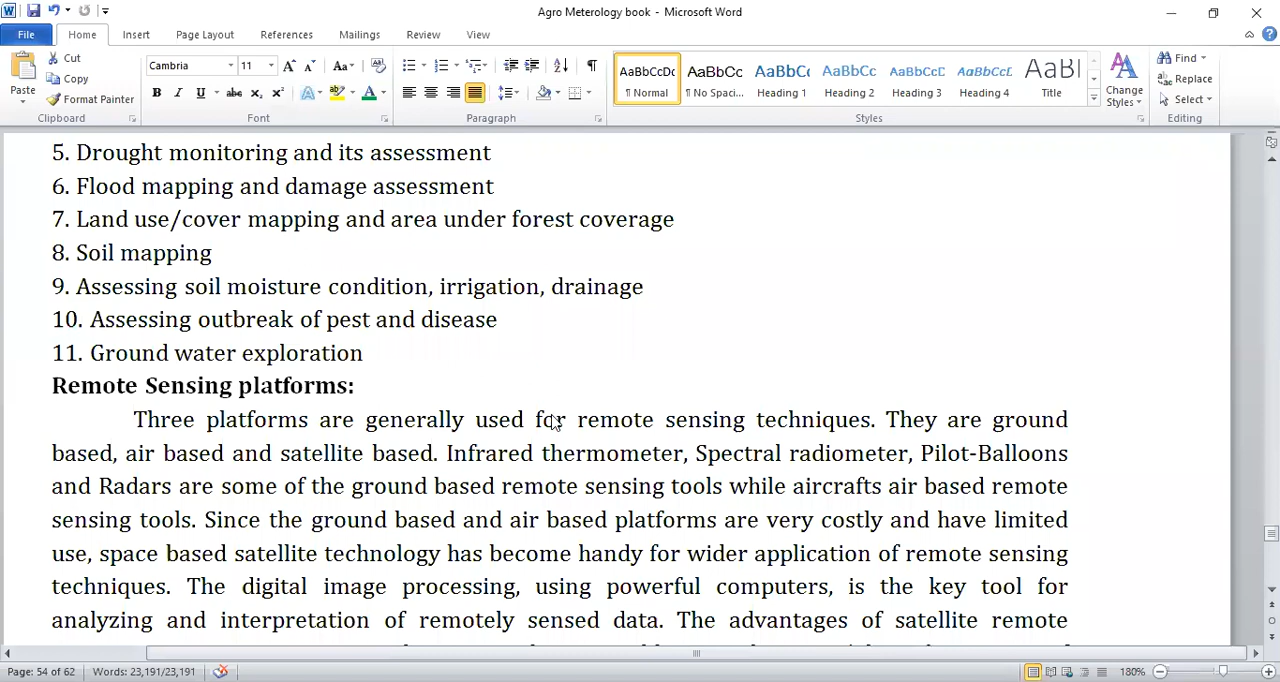 Agro Meterology book - Microsoft Word
File Home Insert Page Layout References Mailings Review View
Paste
Cut
Copy
Format Painter
Clipboard
Cambria 11
Font
Paragraph
AaBbCcDc AaBbCc AaBbCc AaBbCc AaBbCcD AaBbCcD AaBl
¶ Normal ¶ No Spaci... Heading 1 Heading 2 Heading 3 Heading 4 Title
Change Styles
Styles
Find
Replace
Select
Editing
5. Drought monitoring and its assessment
6. Flood mapping and damage assessment
7. Land use/cover mapping and area under forest coverage
8. Soil mapping
9. Assessing soil moisture condition, irrigation, drainage
10. Assessing outbreak of pest and disease
11. Ground water exploration
Remote Sensing platforms:
Three platforms are generally used for remote sensing techniques. They are ground
based, air based and satellite based. Infrared thermometer, Spectral radiometer, Pilot-Balloons
and Radars are some of the ground based remote sensing tools while aircrafts air based remote
sensing tools. Since the ground based and air based platforms are very costly and have limited
use, space based satellite technology has become handy for wider application of remote sensing
techniques. The digital image processing, using powerful computers, is the key tool for
analyzing and interpretation of remotely sensed data. The advantages of satellite remote
Page: 54 of 62 Words: 23,191/23,191 180%